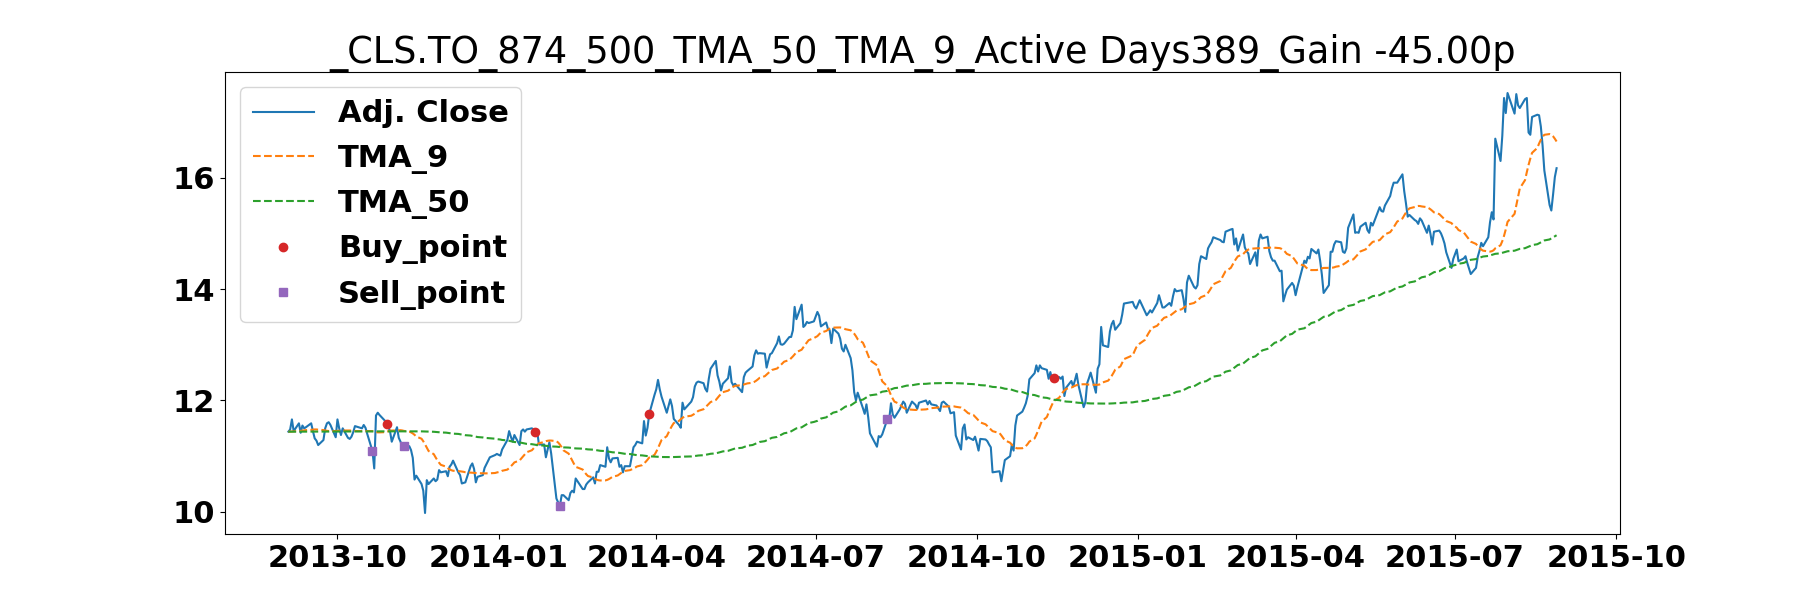 _CLS.TO_874_500_TMA_50_TMA_9_Active Days389_Gain -45.00p
Adj. Close
TMA_9
TMA_50
Buy_point
Sell_point
16
14
12
10
2013-10 2014-01 2014-04 2014-07 2014-10 2015-01 2015-04 2015-07 2015-10